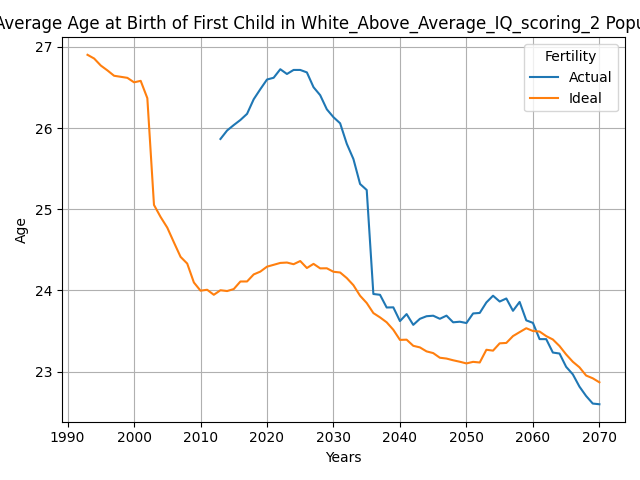 Average Age at Birth of First Child in White_Above_Average_IQ_scoring_2 Popu
Fertility
Actual
Ideal
27
26
25
24
23
Age
1990 2000 2010 2020 2030 2040 2050 2060 2070
Years